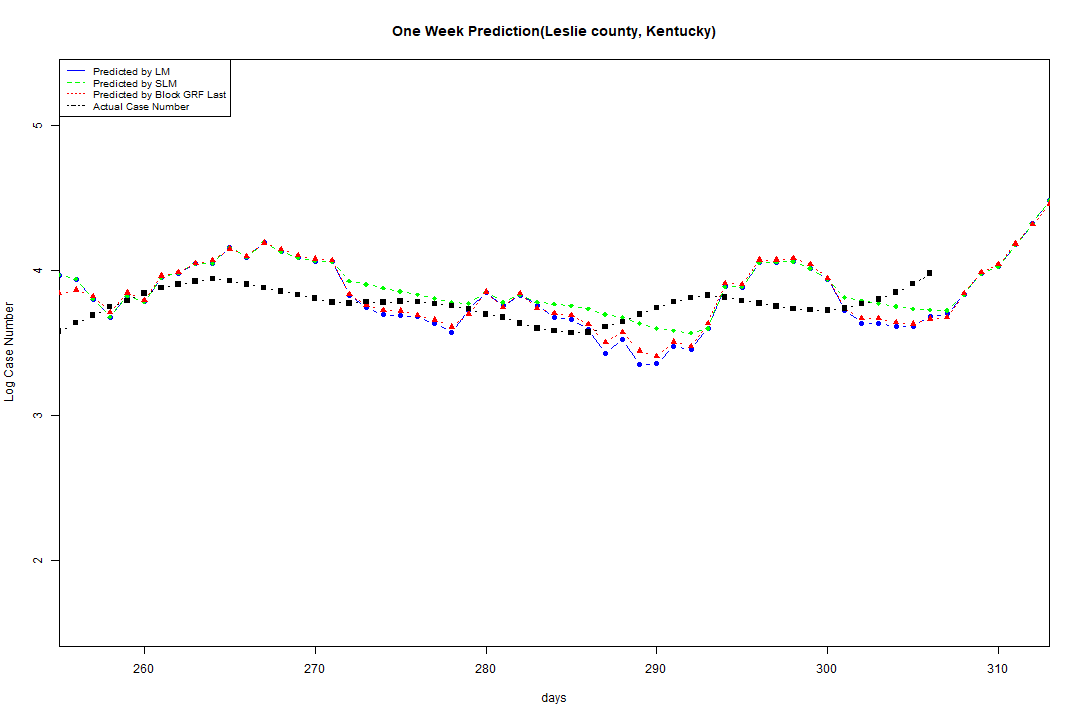 One Week Prediction(Leslie county, Kentucky)
Predicted by LM
Predicted by SLM
Predicted by Block GRF Last
Actual Case Number
5
4
3
2
Log Case Number
260 270 280 290 300 310
days